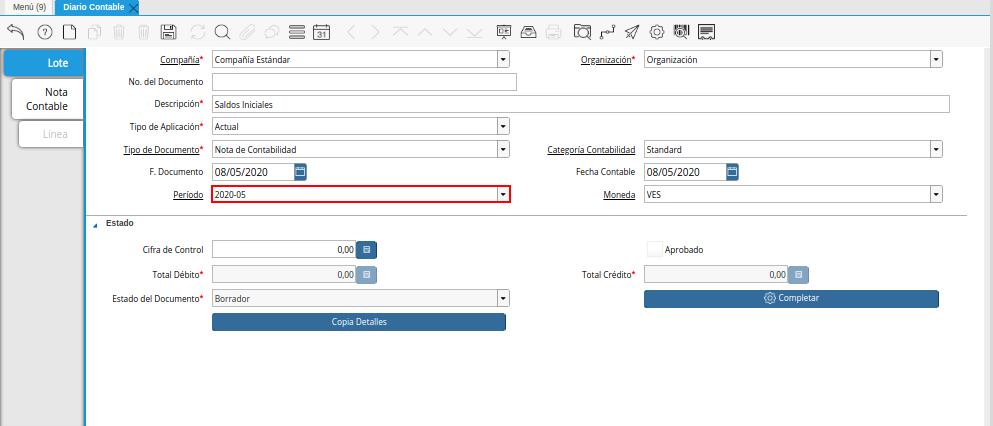 Menú (9) Diario Contable
31
Lote
Nota
Contable
Línea
Compañía* Compañía Estándar Organización* Organización
No. del Documento
Descripción* Saldos Iniciales
Tipo de Aplicación* Actual
Tipo de Documento* Nota de Contabilidad Categoría Contabilidad Standard
F. Documento 08/05/2020 Fecha Contable 08/05/2020
Período 2020-05 Moneda VES
Estado
Cifra de Control 0,00 Aprobado
Total Débito* 0,00 Total Crédito* 0,00
Estado del Documento* Borrador Completar
Copia Detalles